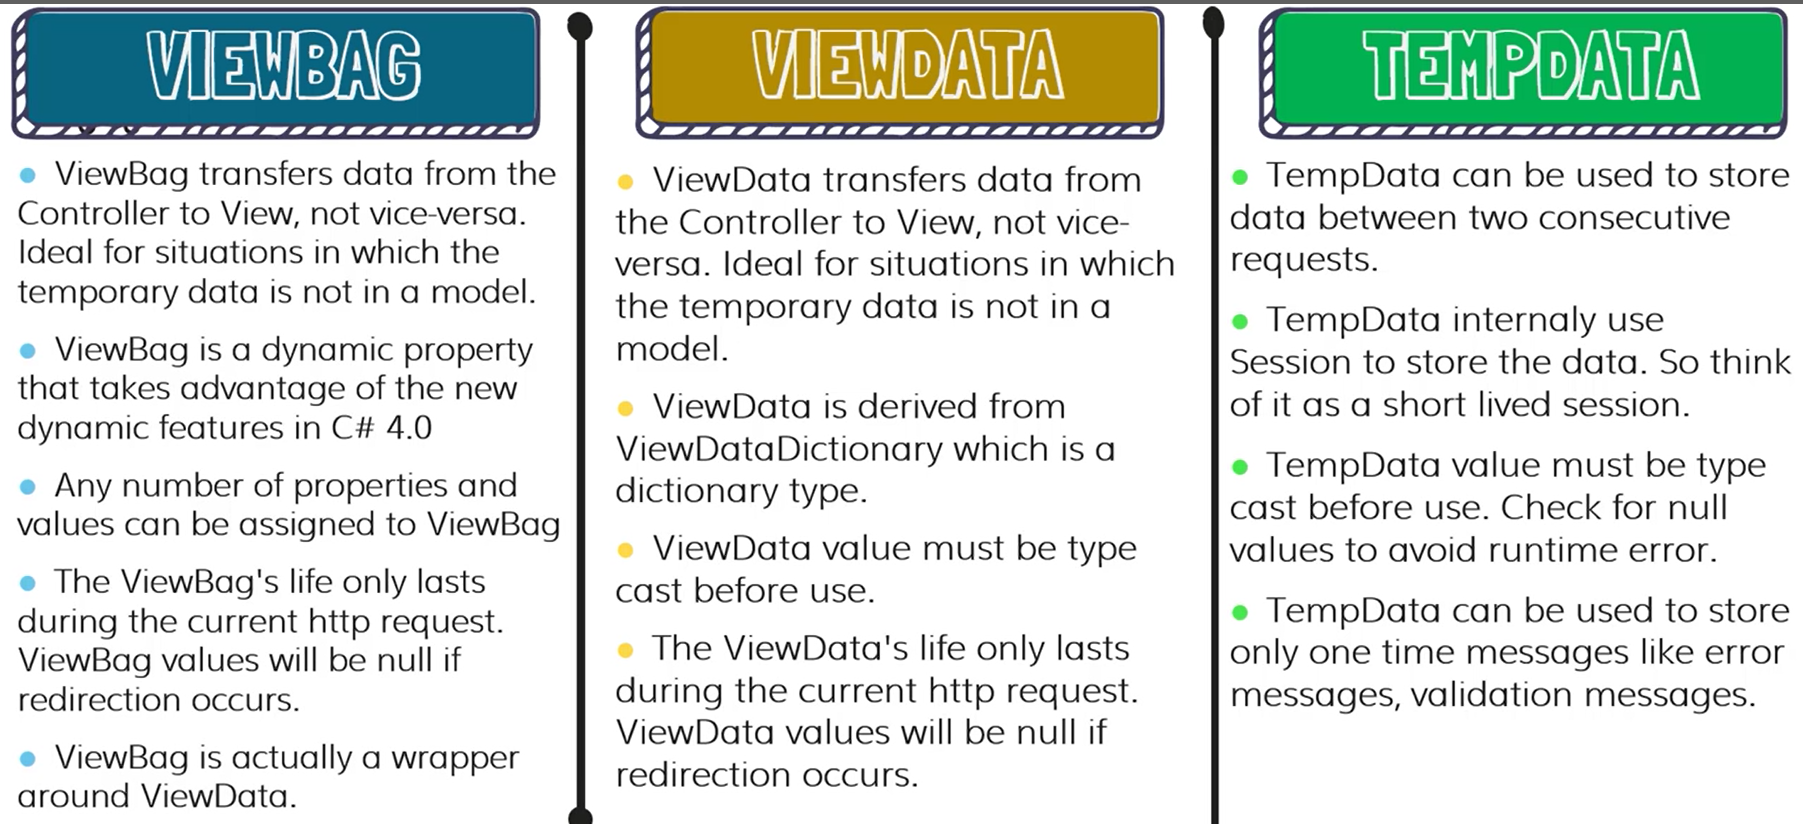 VIEWBAG
● ViewBag transfers data from the
Controller to View, not vice-versa.
Ideal for situations in which the
temporary data is not in a model.
● ViewBag is a dynamic property
that takes advantage of the new
dynamic features in C# 4.0
● Any number of properties and
values can be assigned to ViewBag
● The ViewBag's life only lasts
during the current http request.
ViewBag values will be null if
redirection occurs.
● ViewBag is actually a wrapper
around ViewData.
VIEWDATA
● ViewData transfers data from
the Controller to View, not vice-
versa. Ideal for situations in which
the temporary data is not in a
model.
● ViewData is derived from
ViewDataDictionary which is a
dictionary type.
● ViewData value must be type
cast before use.
● The ViewData's life only lasts
during the current http request.
ViewData values will be null if
redirection occurs.
TEMPDATA
● TempData can be used to store
data between two consecutive
requests.
● TempData internaly use
Session to store the data. So think
of it as a short lived session.
● TempData value must be type
cast before use. Check for null
values to avoid runtime error.
● TempData can be used to store
only one time messages like error
messages, validation messages.